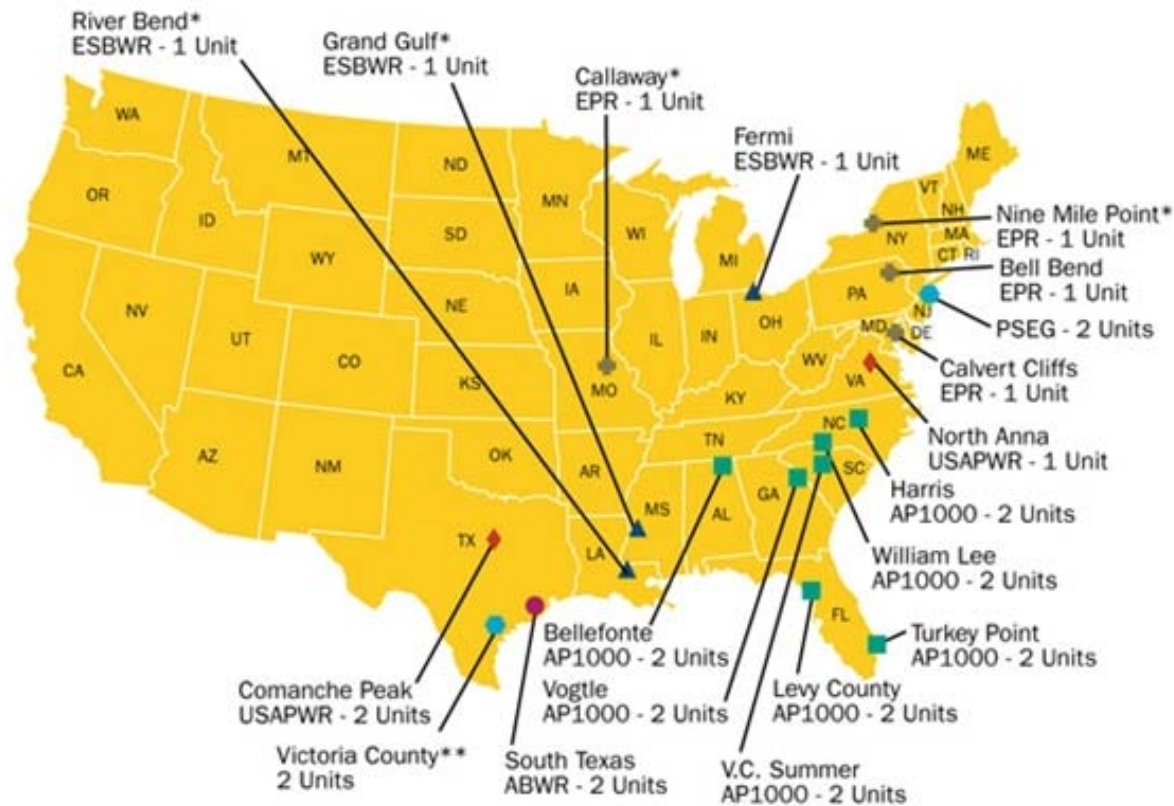 River Bend*
ESBWR - 1 Unit
Grand Gulf*
ESBWR - 1 Unit
Callaway*
EPR - 1 Unit
Fermi
ESBWR - 1 Unit
Nine Mile Point*
EPR - 1 Unit
Bell Bend
EPR - 1 Unit
PSEG - 2 Units
Calvert Cliffs
EPR - 1 Unit
North Anna
USAPWR - 1 Unit
Harris
AP1000 - 2 Units
William Lee
AP1000 - 2 Units
Turkey Point
AP1000 - 2 Units
Levy County
AP1000 - 2 Units
V.C. Summer
AP1000 - 2 Units
Bellefonte
AP1000 - 2 Units
Vogtle
AP1000 - 2 Units
South Texas
ABWR - 2 Units
Comanche Peak
USAPWR - 2 Units
Victoria County**
2 Units
WA
MT
ND
MN
ME
OR
ID
SD
WI
VT
NH
WY
MI
NY
MA
CT RI
NV
NE
IA
PA
NJ
UT
CO
IL
IN
OH
MD
DE
CA
KS
MO
WV
VA
KY
AZ
NM
OK
AR
TN
NC
SC
TX
LA
MS
AL
GA
FL